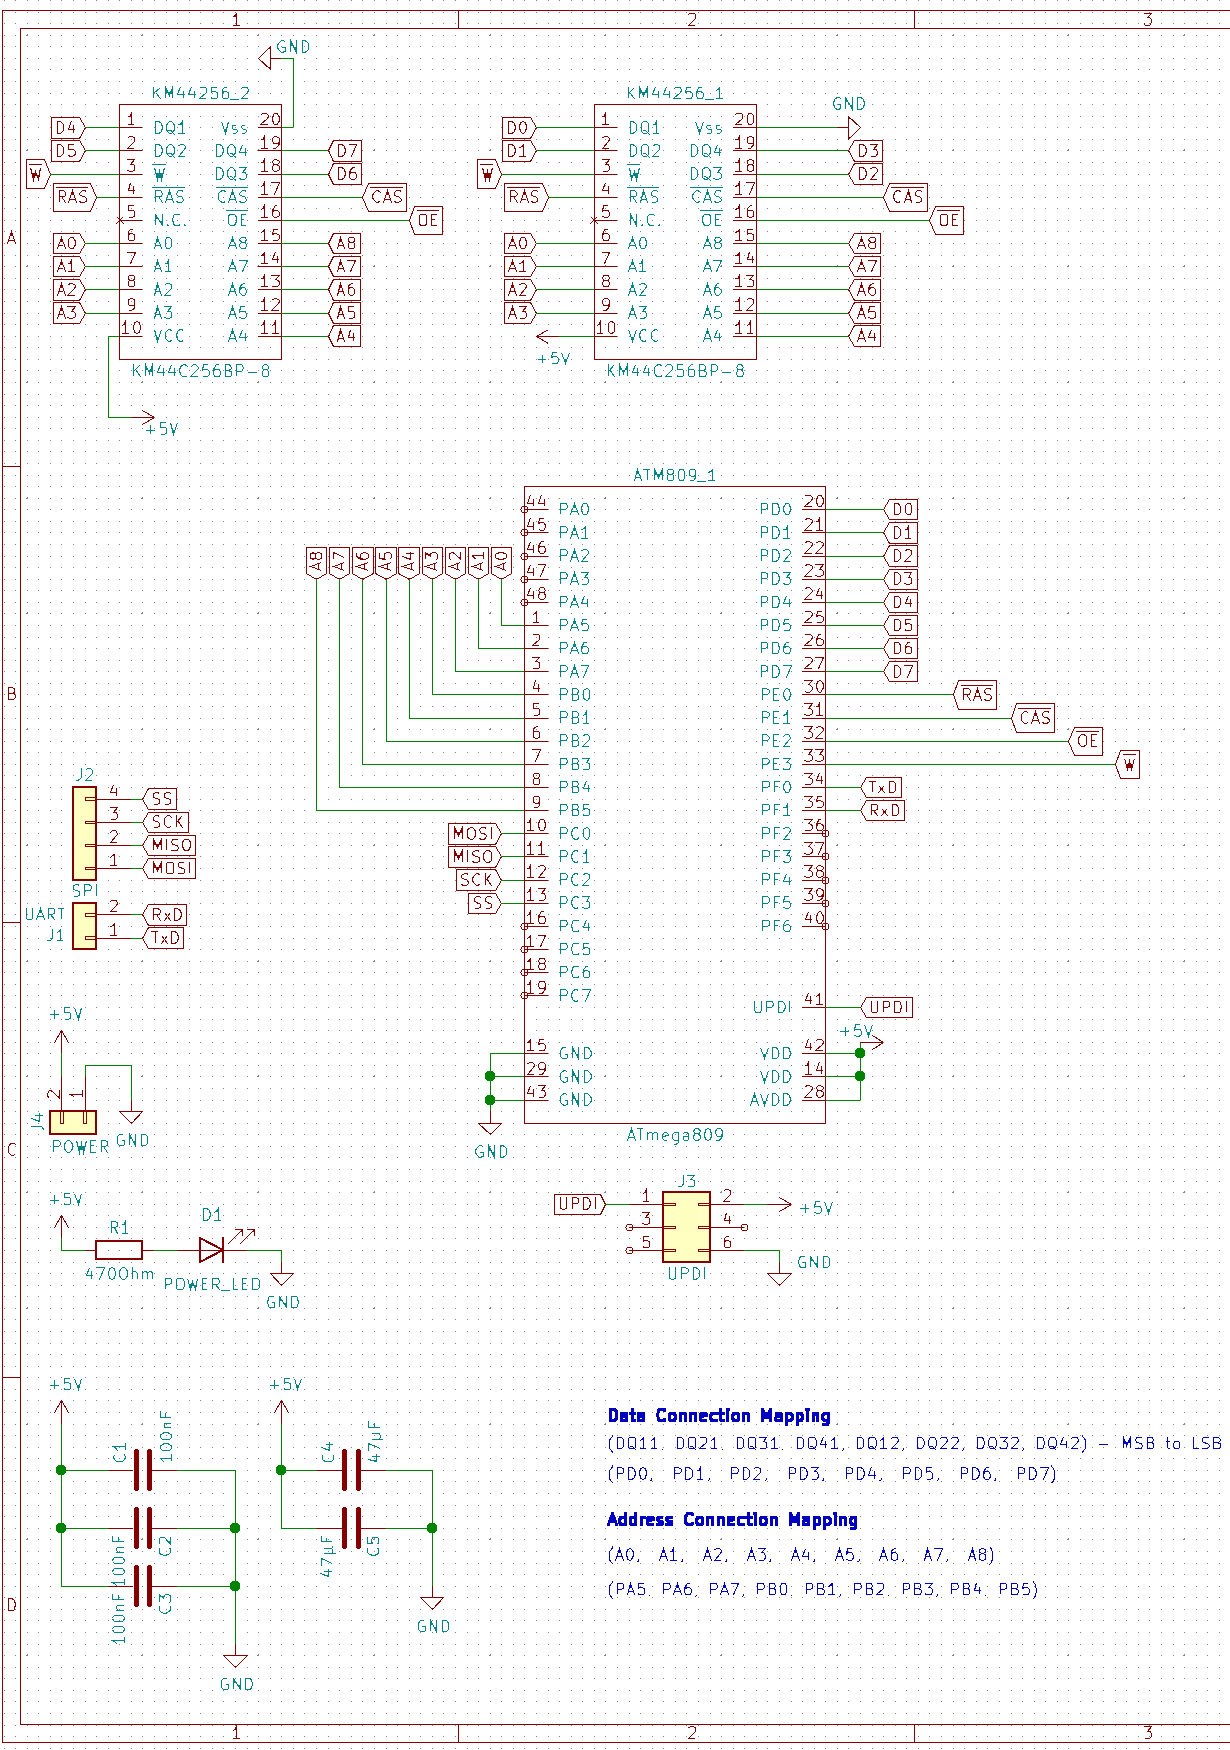 1 2 3
GND
KM44256_2 KM44256_1
GND
D4 1 DQ1 Vss 20
D5 2 DQ2 DQ4 19 D7
W 3 W DQ3 18 D6
RAS 4 RAS CAS 17 CAS
5 N.C. OE 16 OE
A0 6 A0 A8 15 A8
A1 7 A1 A7 14 A7
A2 8 A2 A6 13 A6
A3 9 A3 A5 12 A5
10 VCC A4 11 A4
KM44C256BP-8
+5V
D0 1 DQ1 Vss 20
D1 2 DQ2 DQ4 19 D3
W 3 W DQ3 18 D2
RAS 4 RAS CAS 17 CAS
5 N.C. OE 16 OE
A0 6 A0 A8 15 A8
A1 7 A1 A7 14 A7
A2 8 A2 A6 13 A6
A3 9 A3 A5 12 A5
10 VCC A4 11 A4
+5V
KM44C256BP-8
A
ATM809_1
44 PA0 PD0 20 D0
45 PA1 PD1 21 D1
46 PA2 PD2 22 D2
47 PA3 PD3 23 D3
48 PA4 PD4 24 D4
1 PA5 PD5 25 D5
2 PA6 PD6 26 D6
3 PA7 PD7 27 D7
4 PB0 PE0 30 RAS
5 PB1 PE1 31 CAS
6 PB2 PE2 32 OE
7 PB3 PE3 33 W
8 PB4 PF0 34 TxD
9 PB5 PF1 35 RxD
MOSI 10 PC0 PF2 36
MISO 11 PC1 PF3 37
SCK 12 PC2 PF4 38
SS 13 PC3 PF5 39
16 PC4 PF6 40
17 PC5
18 PC6
19 PC7
UPDI 41 UPDI
+5V
15 GND VDD 42
29 GND VDD 14
43 GND AVDD 28
GND
ATmega809
A8 A7 A6 A5 A4 A3 A2 A1 A0
B
J2
4 SS
3 SCK
2 MISO
1 MOSI
SPI
UART 2 RxD
J1 1 TxD
+5V
2 1
J4
POWER GND
C
+5V
R1 D1
470Ohm POWER_LED
GND
J3
UPDI 1 2 +5V
3 4
5 6
UPDI GND
+5V +5V
C1 100nF
100nF C2
100nF C3
GND
C4 47µF
47µF C5
GND
D
Data Connection Mapping
(DQ11, DQ21, DQ31, DQ41, DQ12, DQ22, DQ32, DQ42) - MSB to LSB
(PD0, PD1, PD2, PD3, PD4, PD5, PD6, PD7)
Address Connection Mapping
(A0, A1, A2, A3, A4, A5, A6, A7, A8)
(PA5, PA6, PA7, PB0, PB1, PB2, PB3, PB4, PB5)
1 2 3